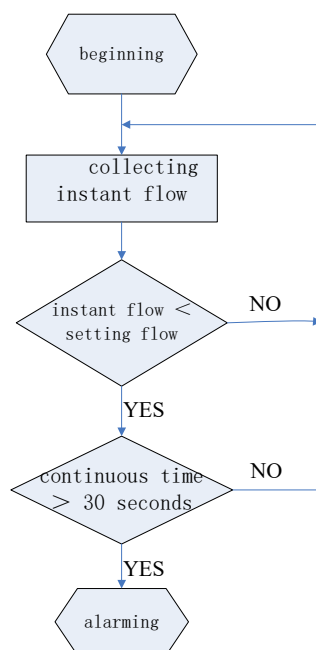 beginning
collecting
instant flow
instant flow <
setting flow
NO
YES
continuous time
> 30 seconds
NO
YES
alarming